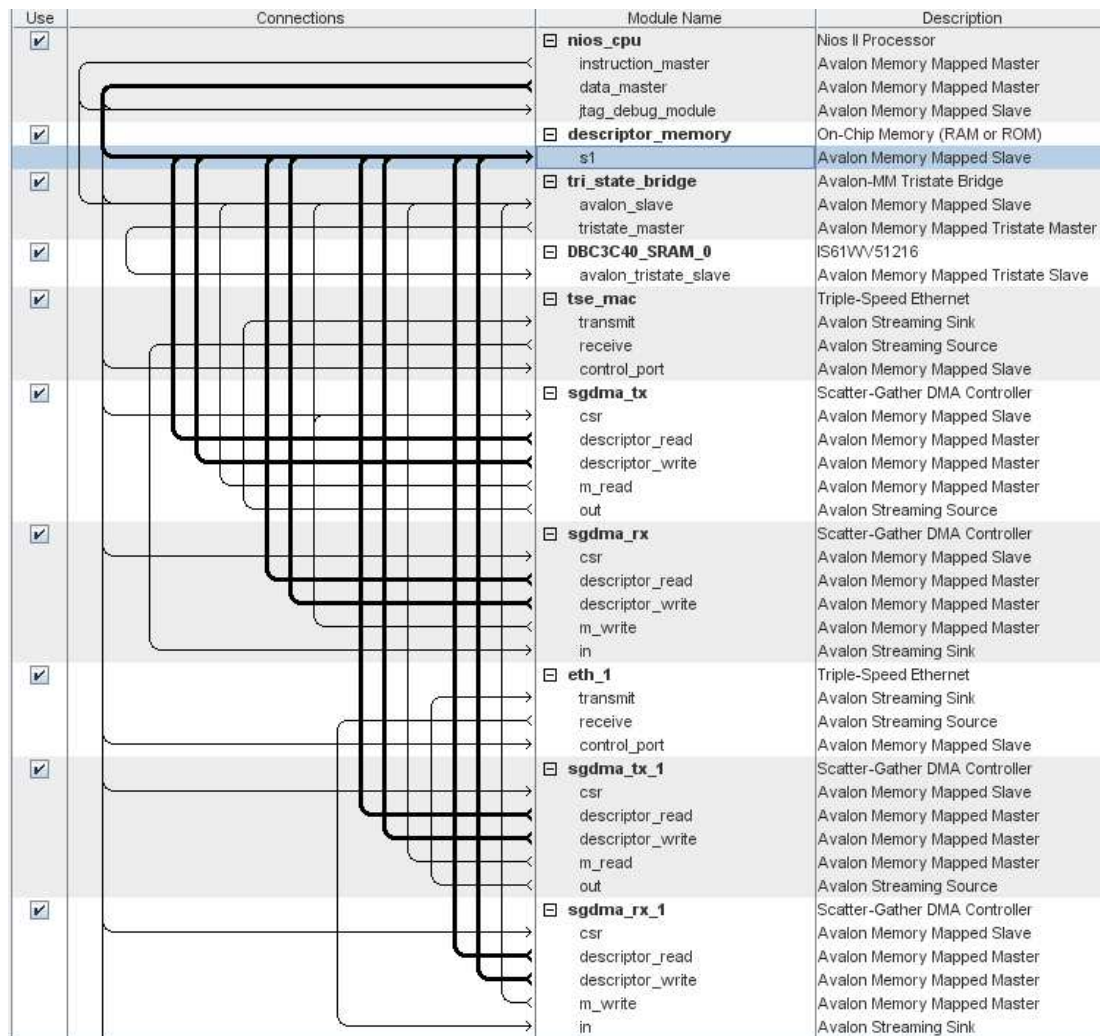 Use Connections Module Name Description
nios_cpu Nios II Processor
instruction_master Avalon Memory Mapped Master
data_master Avalon Memory Mapped Master
jtag_debug_module Avalon Memory Mapped Slave
descriptor_memory On-Chip Memory (RAM or ROM)
s1 Avalon Memory Mapped Slave
tri_state_bridge Avalon-MM Tristate Bridge
avalon_slave Avalon Memory Mapped Slave
tristate_master Avalon Memory Mapped Tristate Master
DBC3C40_SRAM_0 IS61WV51216
avalon_tristate_slave Avalon Memory Mapped Tristate Slave
tse_mac Triple-Speed Ethernet
transmit Avalon Streaming Sink
receive Avalon Streaming Source
control_port Avalon Memory Mapped Slave
sgdma_tx Scatter-Gather DMA Controller
csr Avalon Memory Mapped Slave
descriptor_read Avalon Memory Mapped Master
descriptor_write Avalon Memory Mapped Master
m_read Avalon Memory Mapped Master
out Avalon Streaming Source
sgdma_rx Scatter-Gather DMA Controller
csr Avalon Memory Mapped Slave
descriptor_read Avalon Memory Mapped Master
descriptor_write Avalon Memory Mapped Master
m_write Avalon Memory Mapped Master
in Avalon Streaming Sink
eth_1 Triple-Speed Ethernet
transmit Avalon Streaming Sink
receive Avalon Streaming Source
control_port Avalon Memory Mapped Slave
sgdma_tx_1 Scatter-Gather DMA Controller
csr Avalon Memory Mapped Slave
descriptor_read Avalon Memory Mapped Master
descriptor_write Avalon Memory Mapped Master
m_read Avalon Memory Mapped Master
out Avalon Streaming Source
sgdma_rx_1 Scatter-Gather DMA Controller
csr Avalon Memory Mapped Slave
descriptor_read Avalon Memory Mapped Master
descriptor_write Avalon Memory Mapped Master
m_write Avalon Memory Mapped Master
in Avalon Streaming Sink